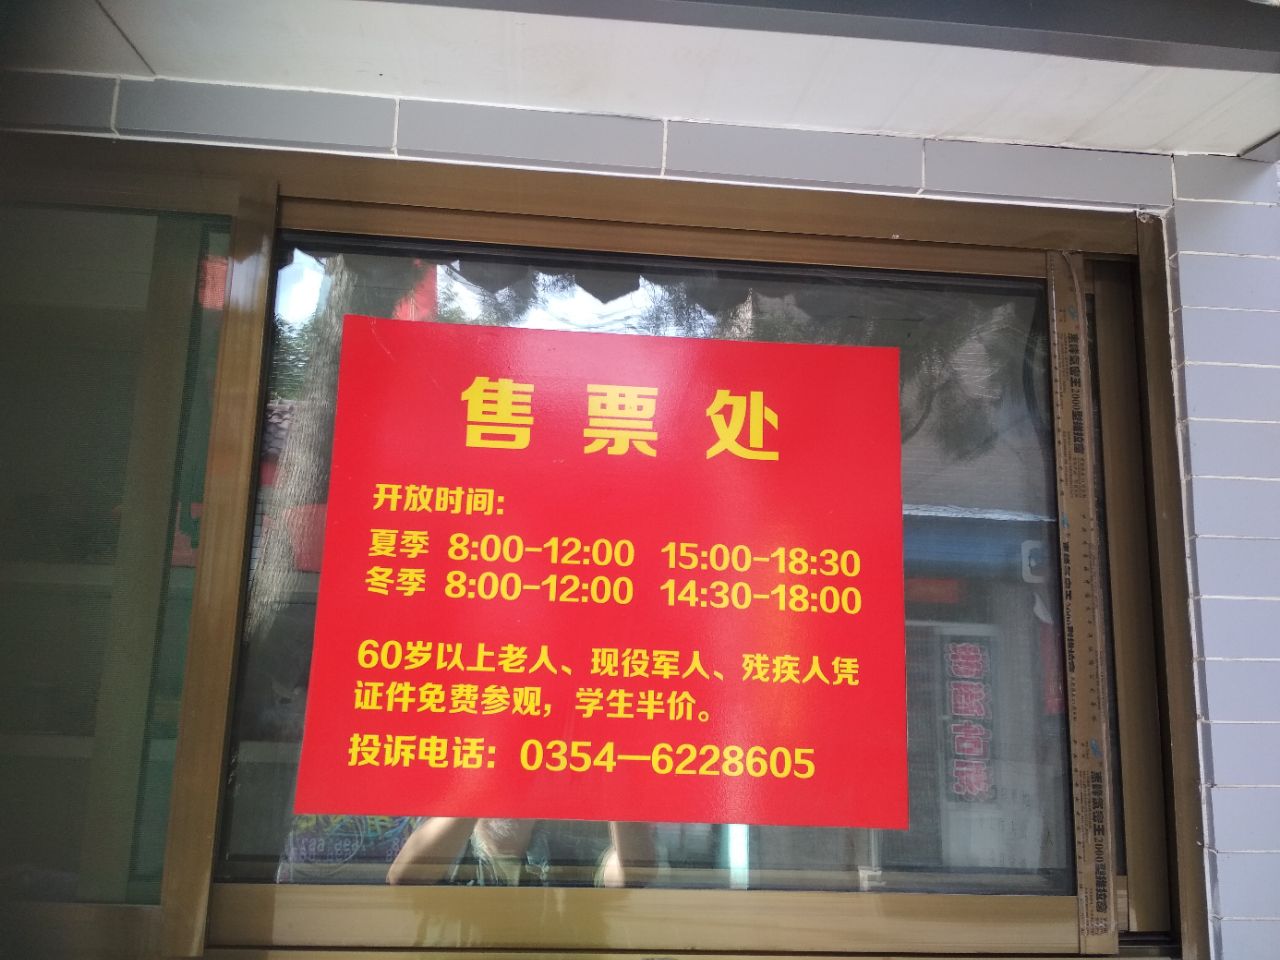 售票处
开放时间:
夏季 8:00-12:00 15:00-18:30
冬季 8:00-12:00 14:30-18:00
60岁以上老人、现役军人、残疾人凭
证件免费参观，学生半价。
投诉电话：0354—6228605